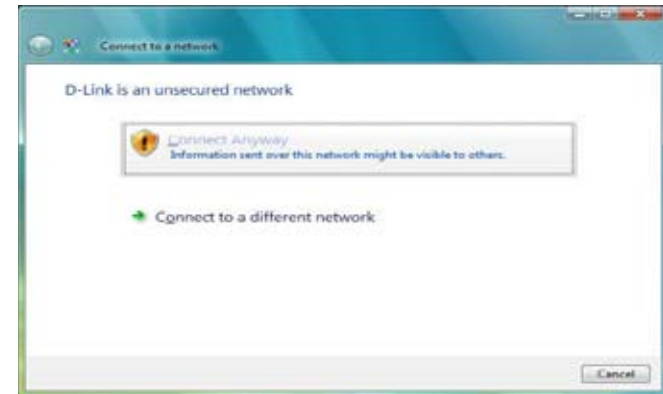 Connect to a network
D-Link is an unsecured network
Connect Anyway
Information sent over this network might be visible to others.
Connect to a different network
Cancel